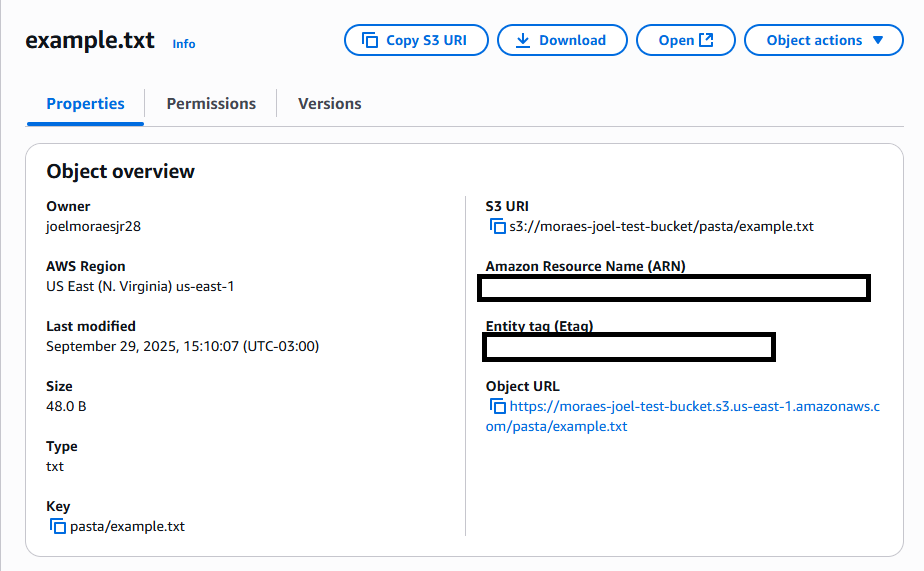 example.txt Info
Copy S3 URI
Download
Open
Object actions
Properties
Permissions
Versions
Object overview
Owner
joelmoraesjr28
AWS Region
US East (N. Virginia) us-east-1
Last modified
September 29, 2025, 15:10:07 (UTC-03:00)
Size
48.0 B
Type
txt
Key
pasta/example.txt
S3 URI
s3://moraes-joel-test-bucket/pasta/example.txt
Amazon Resource Name (ARN)
Entity tag (Etag)
Object URL
https://moraes-joel-test-bucket.s3.us-east-1.amazonaws.c
om/pasta/example.txt